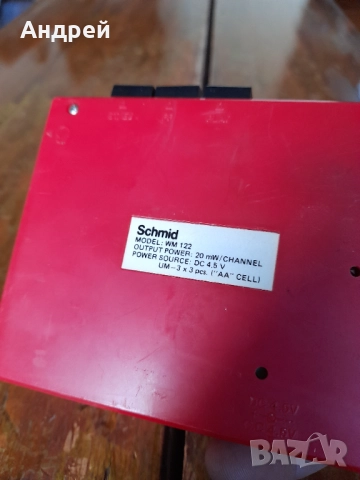 Андрей
Schmid
MODEL: WM 122
OUTPUT POWER: 20 mW/CHANNEL
POWER SOURCE: DC 4.5 V
UM-3 x 3 pcs. ("AA" CELL)
BAZAR